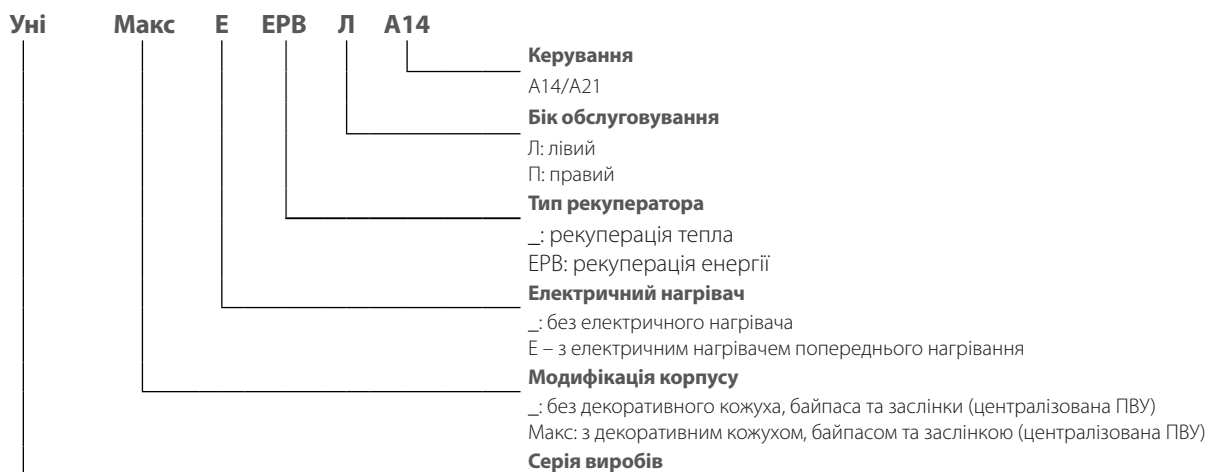 Уні Макс Е ЕРВ Л А14
Керування
А14/А21
Бік обслуговування
Л: лівий
П: правий
Тип рекуператора
_: рекуперація тепла
ЕРВ: рекуперація енергії
Електричний нагрівач
_: без електричного нагрівача
Е – з електричним нагрівачем попереднього нагрівання
Модифікація корпусу
_: без декоративного кожуха, байпаса та заслінки (централізована ПВУ)
Макс: з декоративним кожухом, байпасом та заслінкою (централізована ПВУ)
Серія виробів